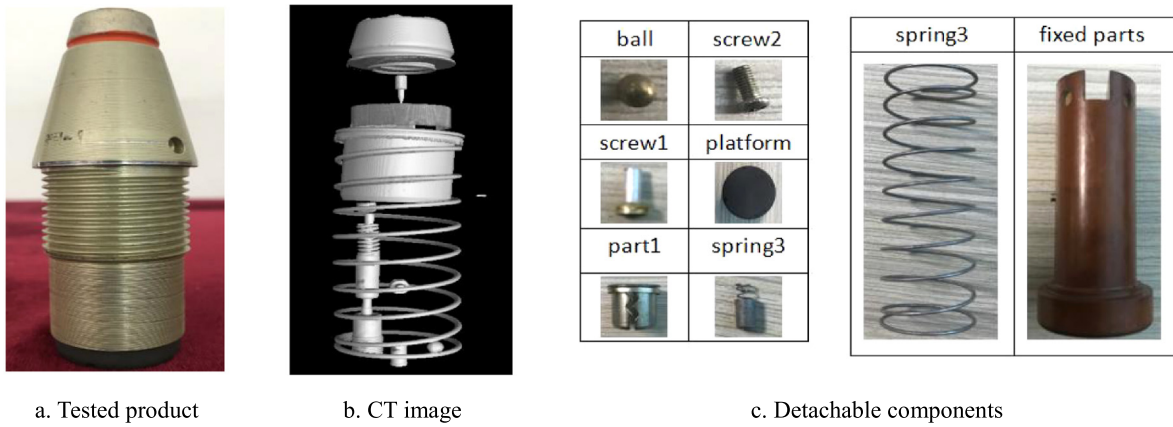 ball screw2
screw1 platform
part1 spring3
spring3 fixed parts
a. Tested product
b. CT image
c. Detachable components